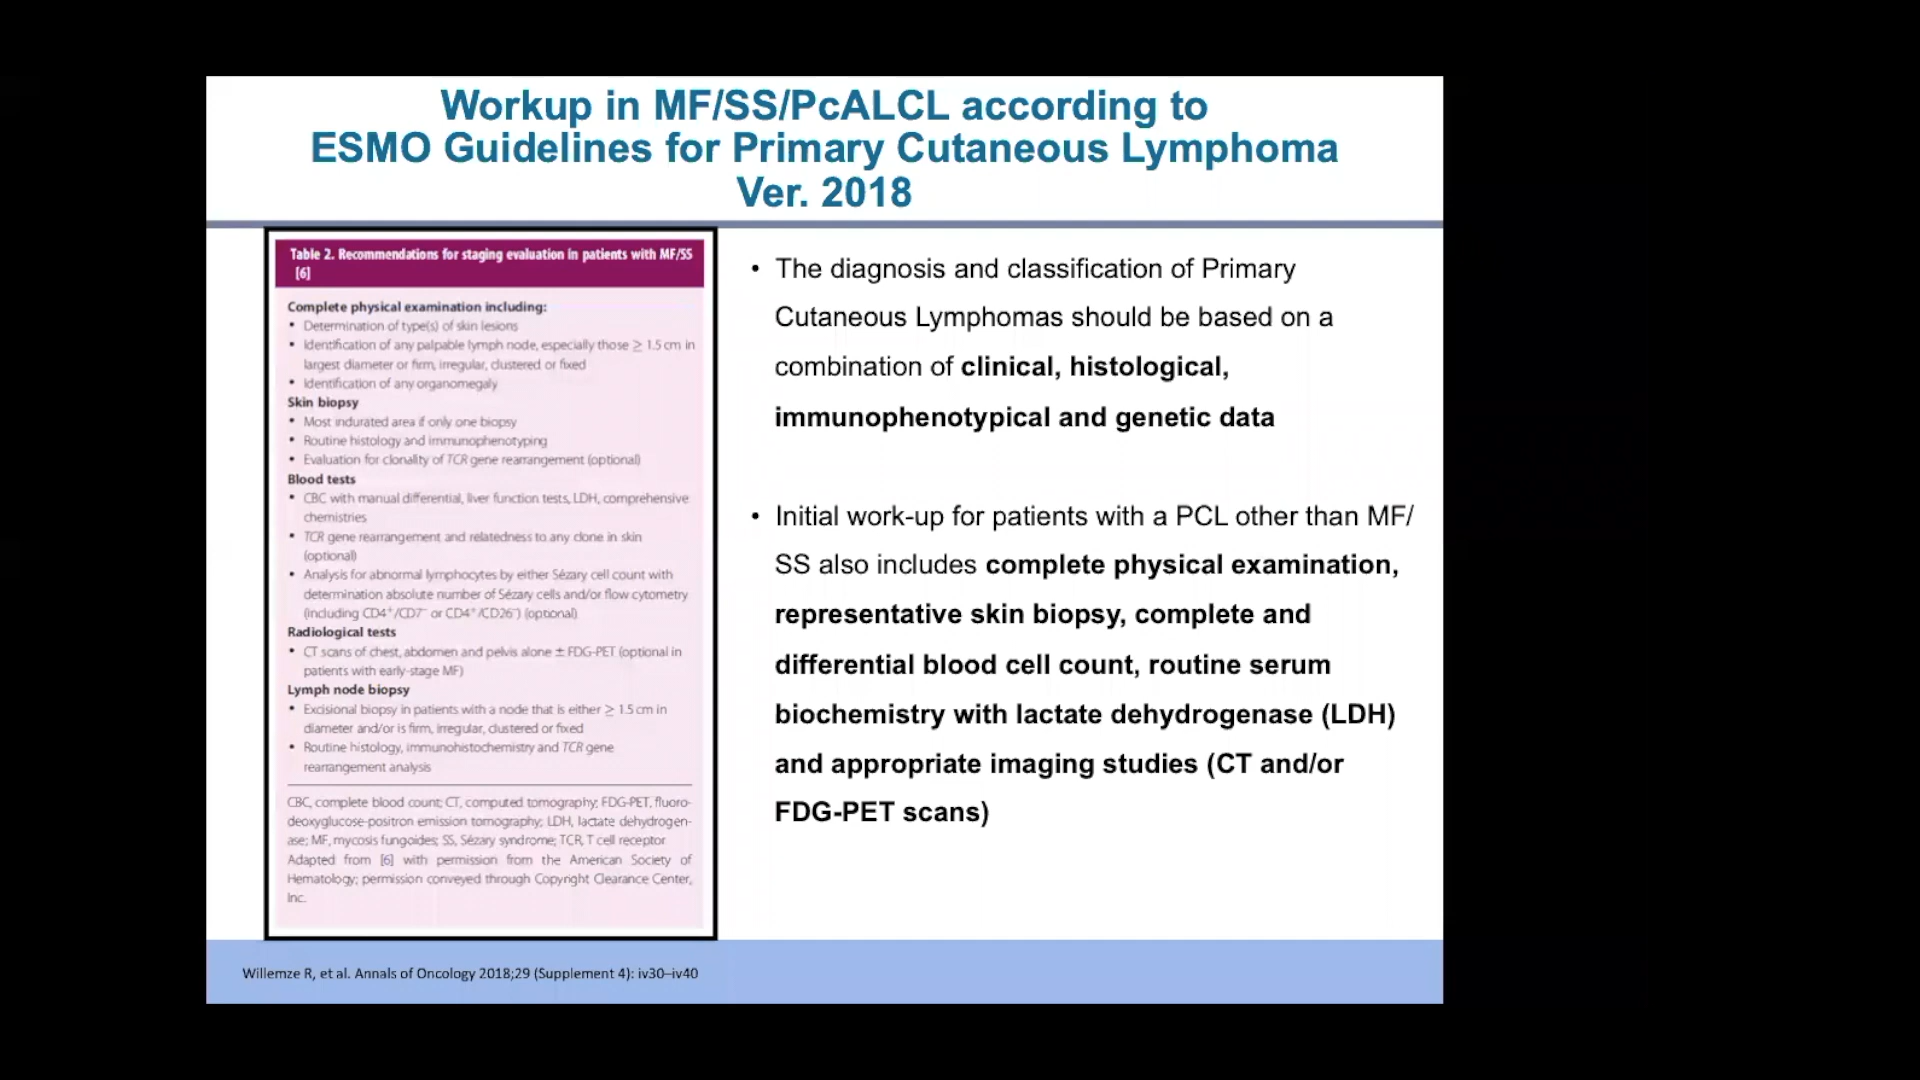 Workup in MF/SS/PcALCL according to
ESMO Guidelines for Primary Cutaneous Lymphoma
Ver. 2018
Table 2. Recommendations for staging evaluation in patients with MF/SS
[6]
Complete physical examination including:
• Determination of type(s) of skin lesions
• Identification of any palpable lymph node, especially those ≥ 1.5 cm in
largest diameter or firm, irregular, clustered or fixed
• Identification of any organomegaly
Skin biopsy
• Most indurated area if only one biopsy
• Routine histology and immunophenotyping
• Evaluation for clonality of TCR gene rearrangement (optional)
Blood tests
• CBC with manual differential, liver function tests, LDH, comprehensive
chemistries
• TCR gene rearrangement and relatedness to any clone in skin
(optional)
• Analysis for abnormal lymphocytes by either Sézary cell count with
determination absolute number of Sézary cells and/or flow cytometry
(including CD4⁺/CD7⁻ or CD4⁺/CD26⁻) (optional)
Radiological tests
• CT scans of chest, abdomen and pelvis alone ± FDG-PET (optional in
patients with early-stage MF)
Lymph node biopsy
• Excisional biopsy in patients with a node that is either ≥ 1.5 cm in
diameter and/or is firm, irregular, clustered or fixed
• Routine histology, immunohistochemistry and TCR gene
rearrangement analysis
CBC, complete blood count; CT, computed tomography; FDG-PET, fluoro-
deoxyglucose-positron emission tomography; LDH, lactate dehydrogen-
ase; MF, mycosis fungoides; SS, Sézary syndrome; TCR, T cell receptor
Adapted from [6] with permission from the American Society of
Hematology; permission conveyed through Copyright Clearance Center,
Inc.
• The diagnosis and classification of Primary
Cutaneous Lymphomas should be based on a
combination of clinical, histological,
immunophenotypical and genetic data
• Initial work-up for patients with a PCL other than MF/
SS also includes complete physical examination,
representative skin biopsy, complete and
differential blood cell count, routine serum
biochemistry with lactate dehydrogenase (LDH)
and appropriate imaging studies (CT and/or
FDG-PET scans)
Willemze R, et al. Annals of Oncology 2018;29 (Supplement 4): iv30–iv40